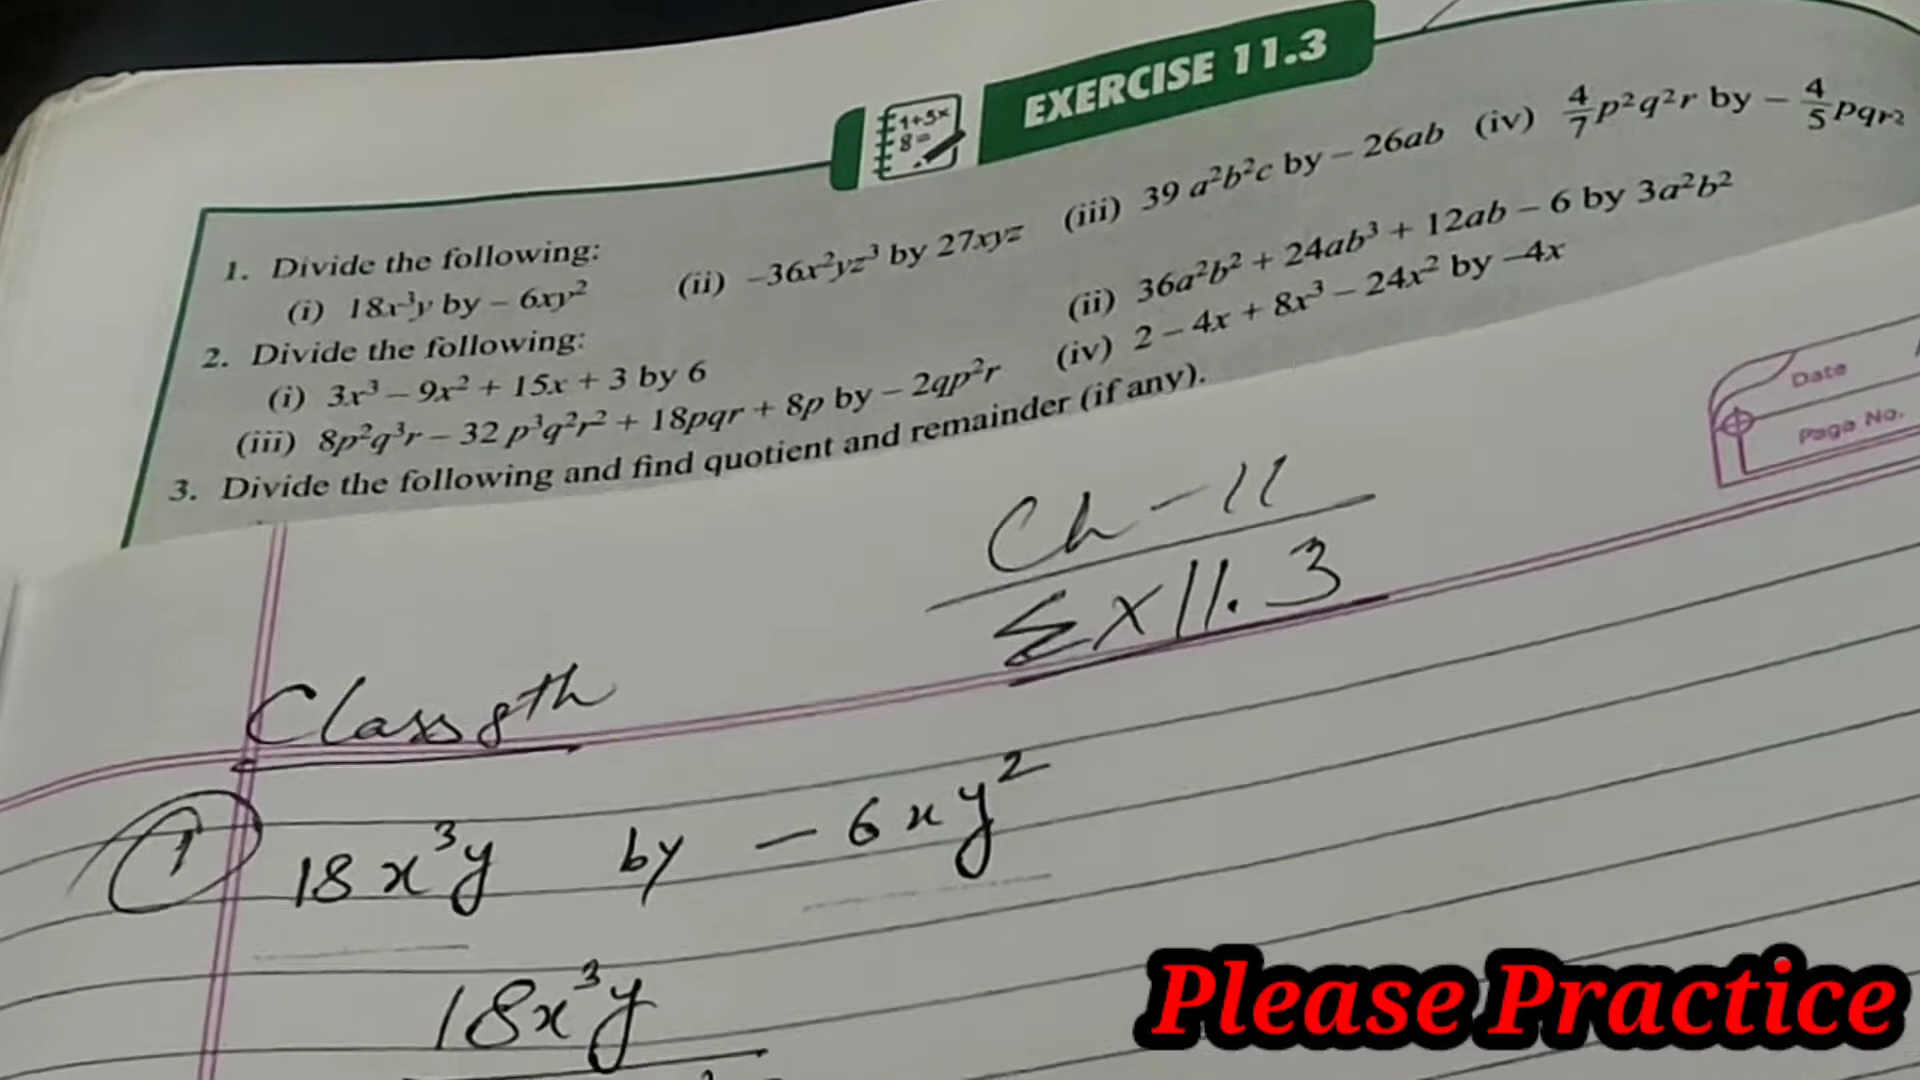 1+5x
8=
EXERCISE 11.3
1. Divide the following:
(i) 18x³y by – 6xy² (ii) –36x²yz³ by 27xyz (iii) 39 a²b²c by – 26ab (iv) 4/7 p²q²r by – 4/5 pqr²
2. Divide the following:
(i) 3x³ – 9x² + 15x + 3 by 6 (ii) 36a²b² + 24ab³ + 12ab – 6 by 3a²b²
(iii) 8p²q³r – 32 p³q²r² + 18pqr + 8p by – 2qp²r (iv) 2 – 4x + 8x³ – 24x² by –4x
3. Divide the following and find quotient and remainder (if any).
Date
Page No.
Ch - 11
Ex 11.3
Class 8th
1 18x³y by - 6xy²
18x³y
Please Practice